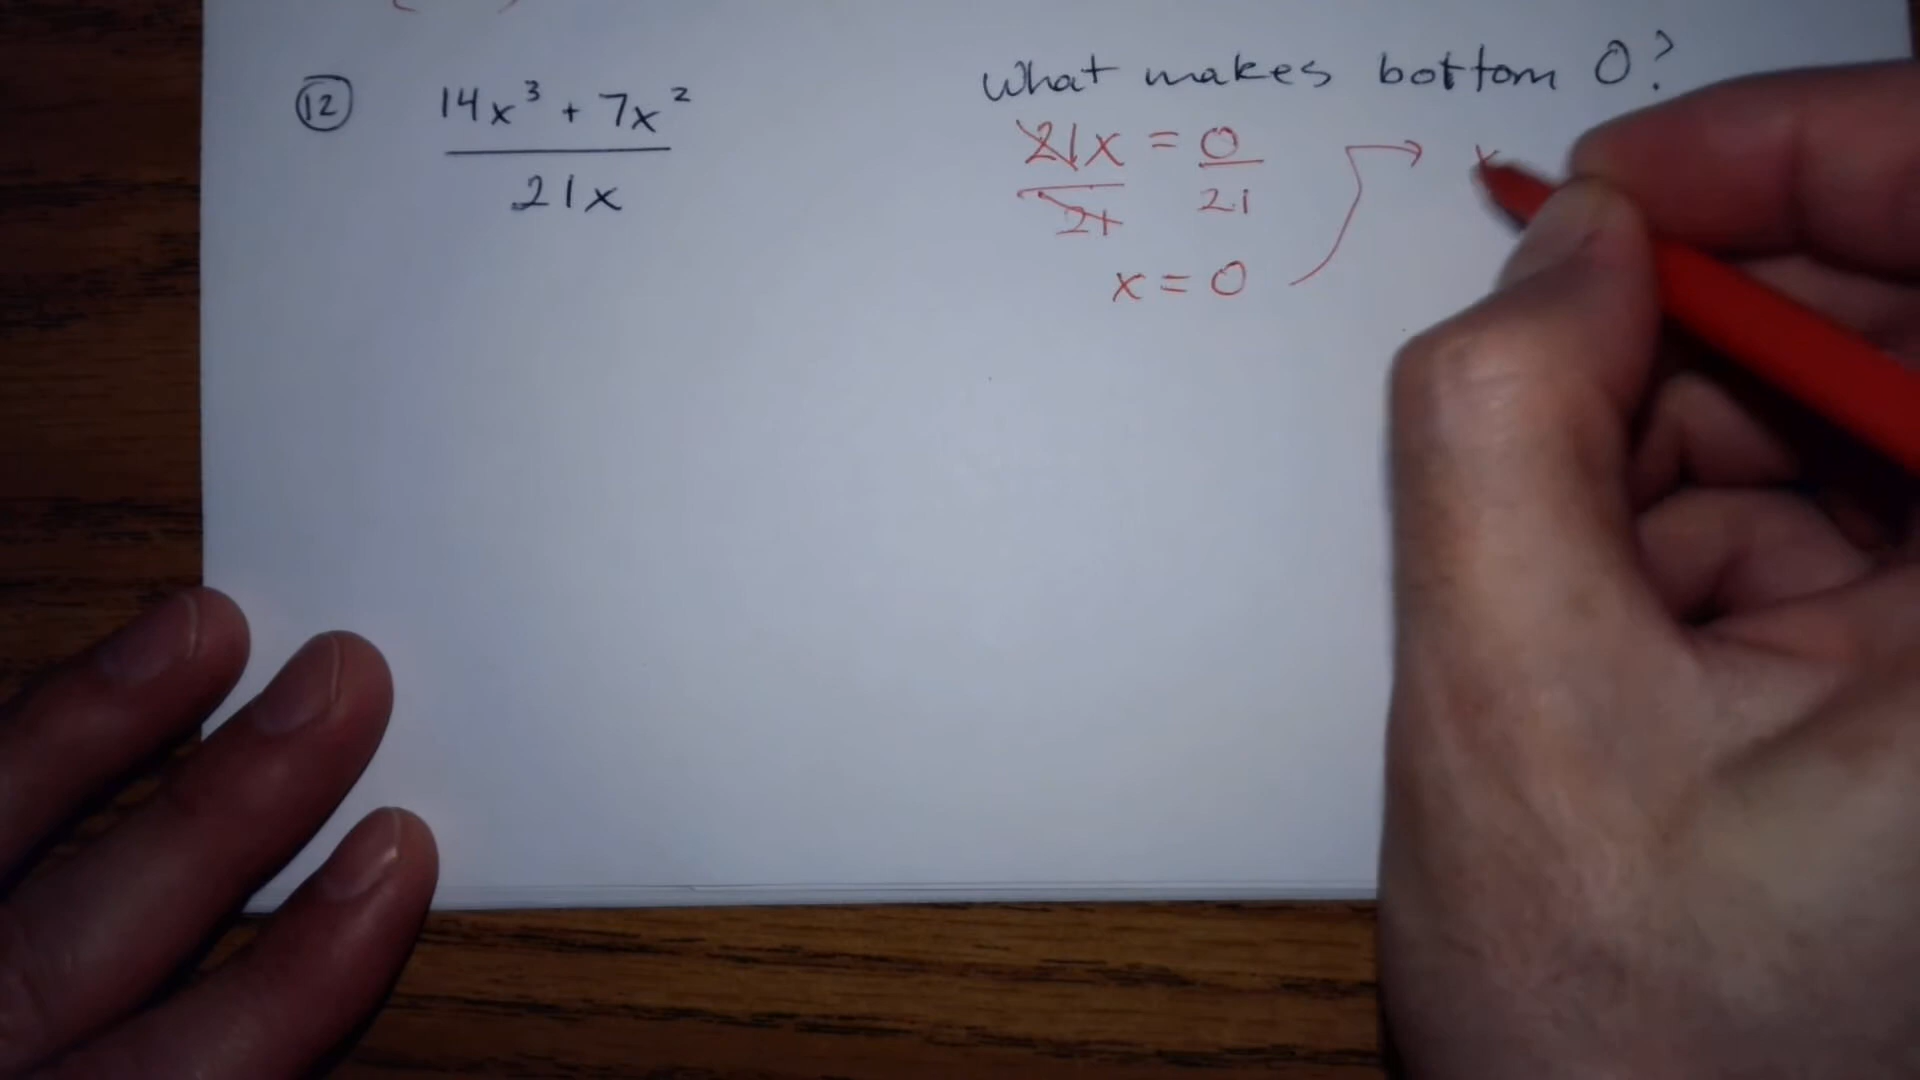 What makes bottom 0?
⑫ 14x³ + 7x²
21x
21x = 0
21 21
x = 0 → x